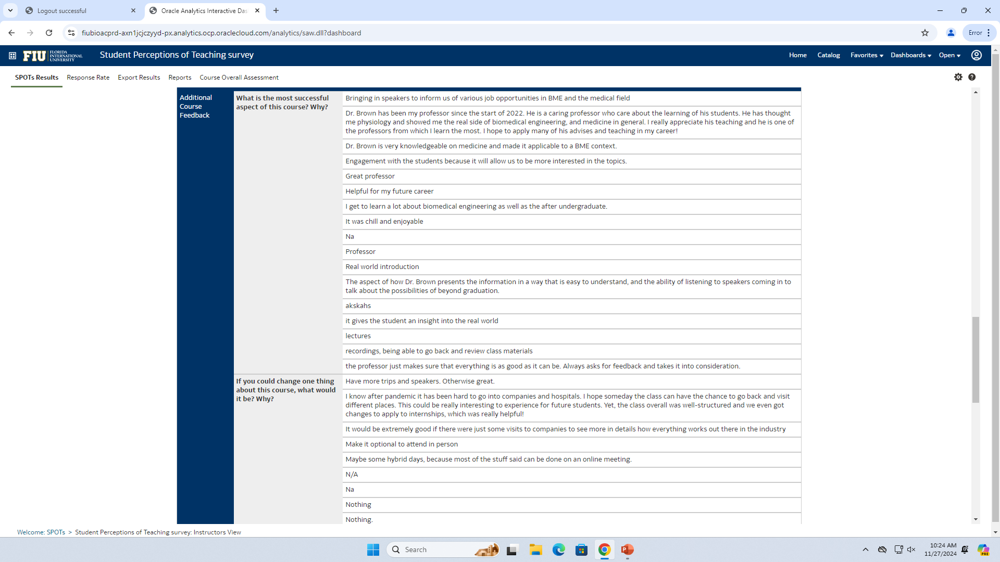 Logout successful
Oracle Analytics Interactive Das
fiubioacprd-axn1jcjczyyd-px.analytics.ocp.oraclecloud.com/analytics/saw.dll?dashboard
Error
FIU FLORIDA INTERNATIONAL UNIVERSITY
Student Perceptions of Teaching survey
Home Catalog Favorites Dashboards Open
SPOTs Results Response Rate Export Results Reports Course Overall Assessment
Additional
Course
Feedback
What is the most successful
aspect of this course? Why?
Bringing in speakers to inform us of various job opportunities in BME and the medical field
Dr. Brown has been my professor since the start of 2022. He is a caring professor who care about the learning of his students. He has thought
me physiology and showed me the real side of biomedical engineering, and medicine in general. I really appreciate his teaching and he is one of
the professors from which I learn the most. I hope to apply many of his advises and teaching in my career!
Dr. Brown is very knowledgeable on medicine and made it applicable to a BME context.
Engagement with the students because it will allow us to be more interested in the topics.
Great professor
Helpful for my future career
I get to learn a lot about biomedical engineering as well as the after undergraduate.
It was chill and enjoyable
Na
Professor
Real world introduction
The aspect of how Dr. Brown presents the information in a way that is easy to understand, and the ability of listening to speakers coming in to
talk about the possibilities of beyond graduation.
akskahs
it gives the student an insight into the real world
lectures
recordings, being able to go back and review class materials
the professor just makes sure that everything is as good as it can be. Always asks for feedback and takes it into consideration.
If you could change one thing
about this course, what would
it be? Why?
Have more trips and speakers. Otherwise great.
I know after pandemic it has been hard to go into companies and hospitals. I hope someday the class can have the chance to go back and visit
different places. This could be really interesting to experience for future students. Yet, the class overall was well-structured and we even got
changes to apply to internships, which was really helpful!
It would be extremely good if there were just some visits to companies to see more in details how everything works out there in the industry
Make it optional to attend in person
Maybe some hybrid days, because most of the stuff said can be done on an online meeting.
N/A
Na
Nothing
Nothing.
Welcome: SPOTs > Student Perceptions of Teaching survey: Instructors View
Search
10:24 AM
11/27/2024
PRE